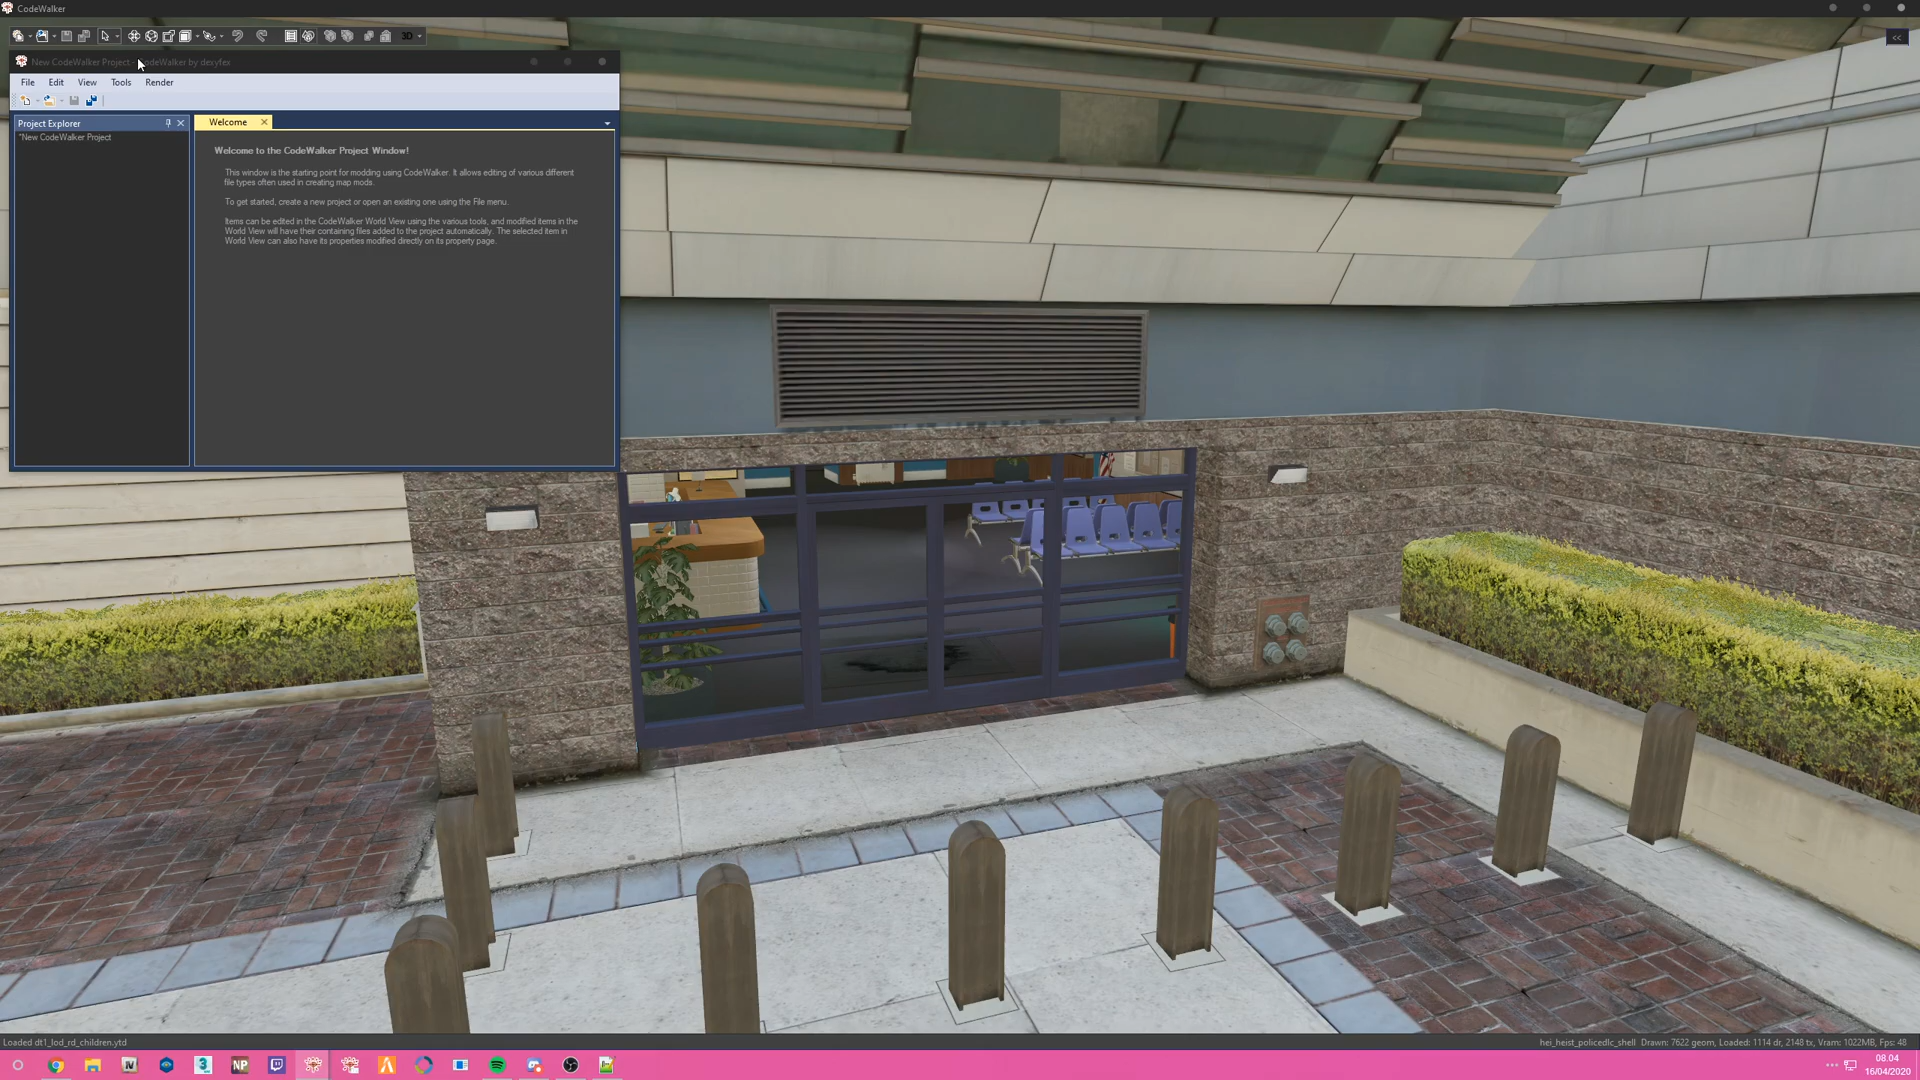 CodeWalker
3D
<<
New CodeWalker Project - CodeWalker by dexyfex
File Edit View Tools Render
Project Explorer
*New CodeWalker Project
Welcome
Welcome to the CodeWalker Project Window!
This window is the starting point for modding using CodeWalker. It allows editing of various different
file types often used in creating map mods.
To get started, create a new project or open an existing one using the File menu.
Items can be edited in the CodeWalker World View using the various tools, and modified items in the
World View will have their containing files added to the project automatically. The selected item in
World View can also have its properties modified directly on its property page.
Loaded dt1_lod_rd_children.ytd
hei_heist_policedlc_shell Drawn: 7622 geom, Loaded: 1114 dr, 2148 tx, Vram: 1022MB, Fps: 48
3
NP
08.04
16/04/2020